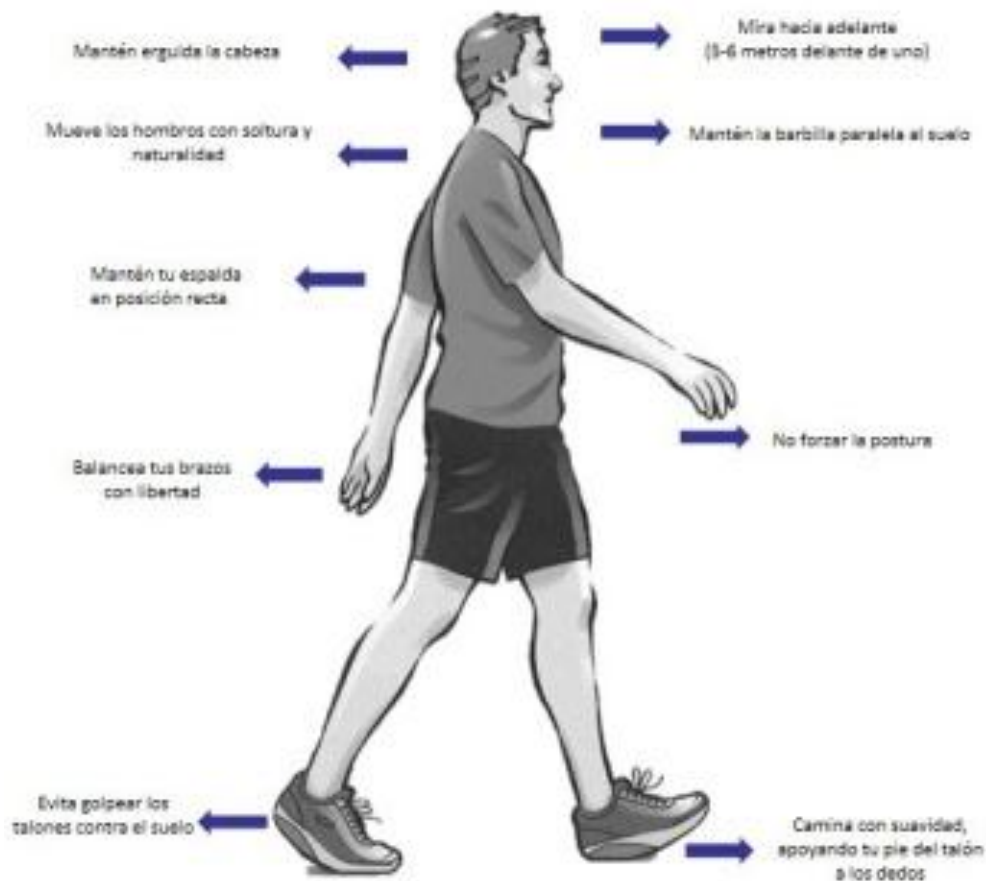 Mantén erguida la cabeza
Mira hacia adelante
(5-6 metros delante de uno)
Mueve los hombros con soltura y
naturalidad
Mantén la barbilla paralela al suelo
Mantén tu espalda
en posición recta
No forzar la postura
Balancea tus brazos
con libertad
Evita golpear los
talones contra el suelo
Camina con suavidad,
apoyando tu pie del talón
a los dedos